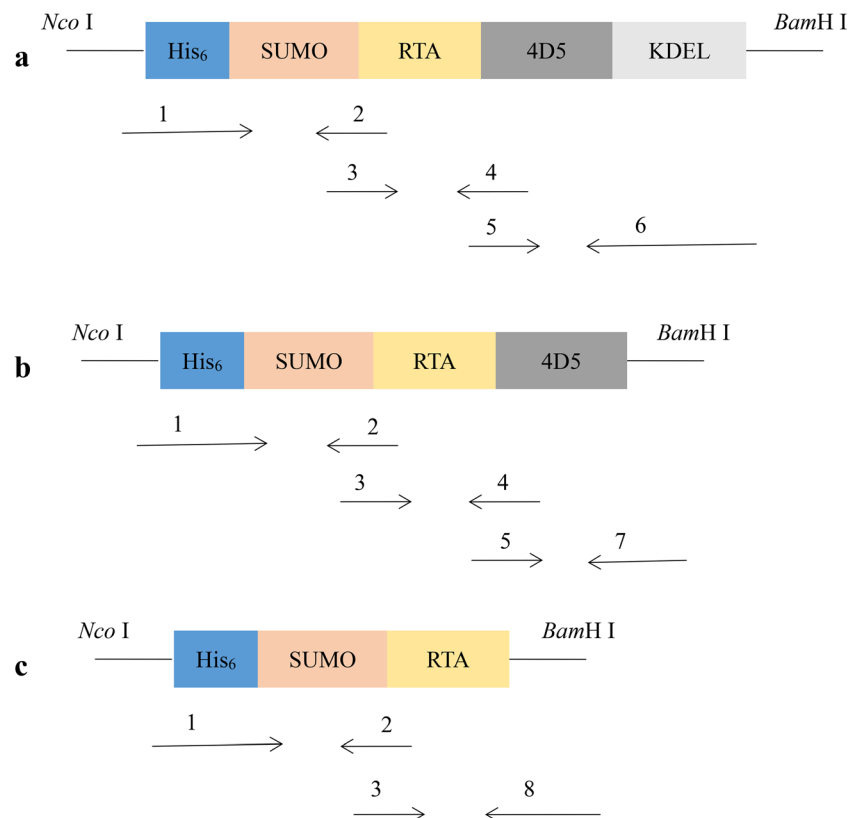 Nco I BamH I
a His₆ SUMO RTA 4D5 KDEL
1 2
3 4
5 6
Nco I BamH I
b His₆ SUMO RTA 4D5
1 2
3 4
5 7
Nco I BamH I
c His₆ SUMO RTA
1 2
3 8